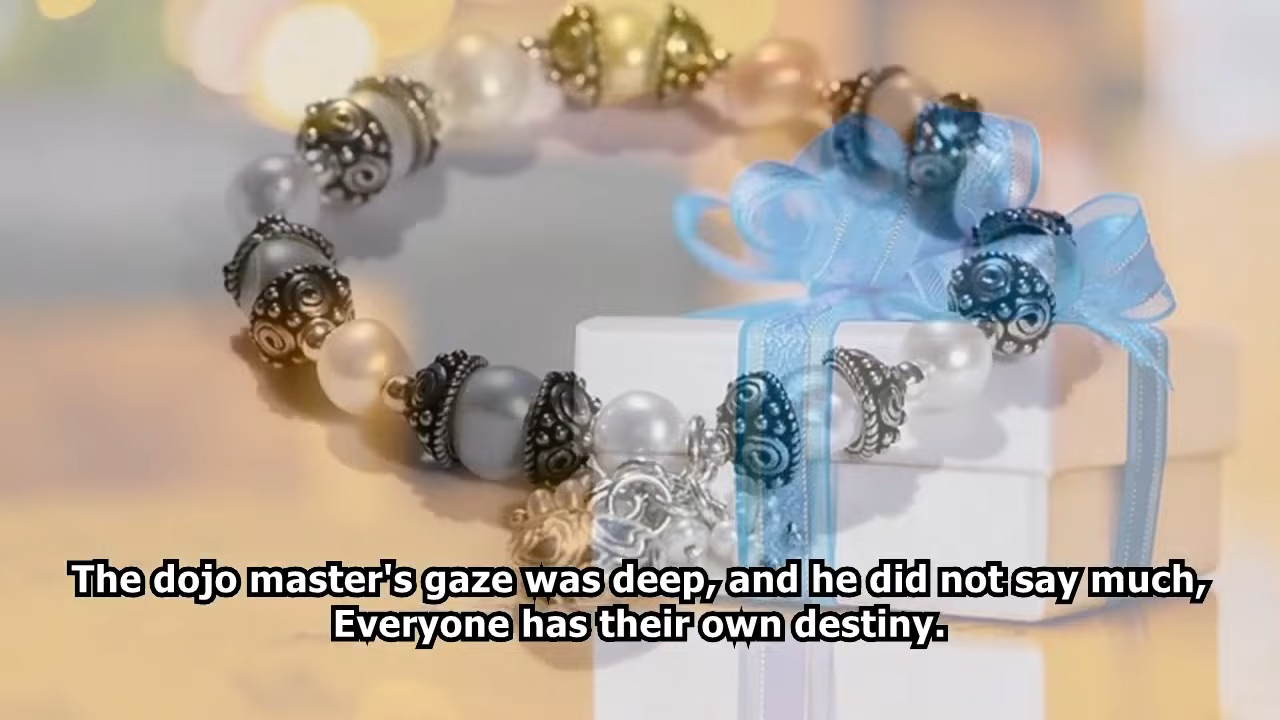 The dojo master's gaze was deep, and he did not say much,
Everyone has their own destiny.